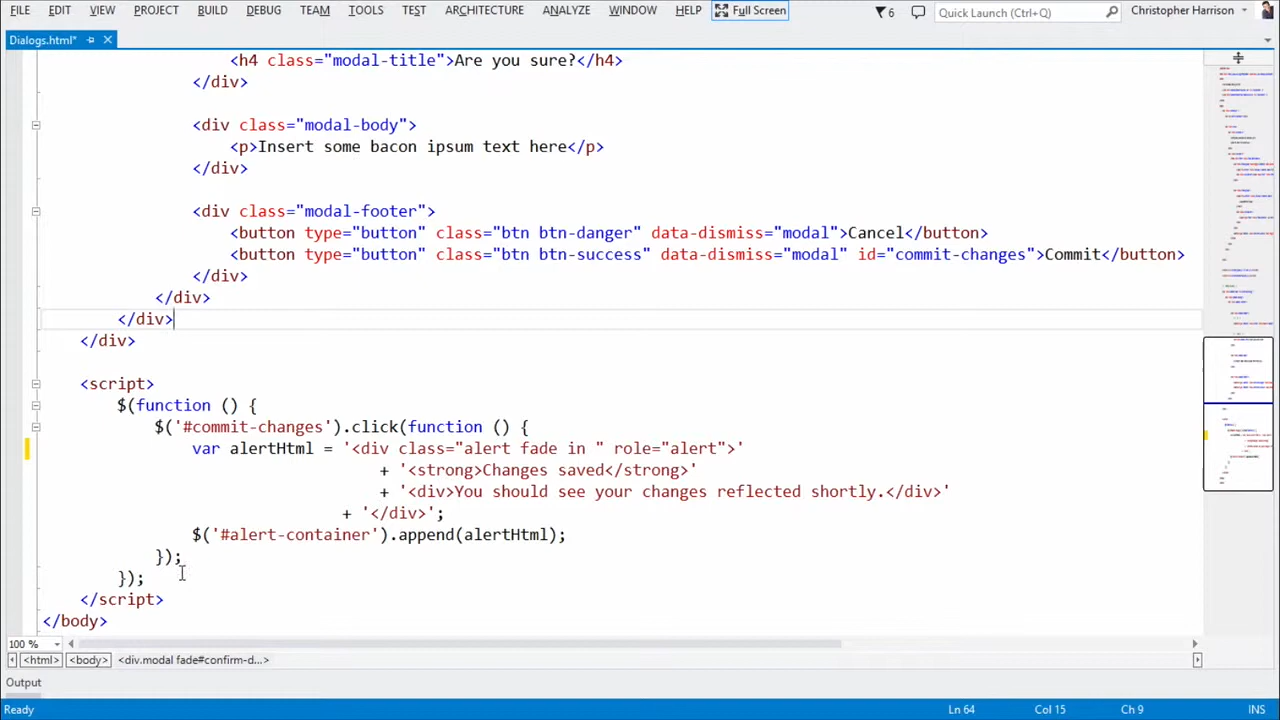 FILE EDIT VIEW PROJECT BUILD DEBUG TEAM TOOLS TEST ARCHITECTURE ANALYZE WINDOW HELP Full Screen 6 Quick Launch (Ctrl+Q) Christopher Harrison
Dialogs.html*
<h4 class="modal-title">Are you sure?</h4>
</div>
<div class="modal-body">
<p>Insert some bacon ipsum text here</p>
</div>
<div class="modal-footer">
<button type="button" class="btn btn-danger" data-dismiss="modal">Cancel</button>
<button type="button" class="btn btn-success" data-dismiss="modal" id="commit-changes">Commit</button>
</div>
</div>
</div>
</div>
<script>
$(function () {
$('#commit-changes').click(function () {
var alertHtml = '<div class="alert fade in " role="alert">'
+ '<strong>Changes saved</strong>'
+ '<div>You should see your changes reflected shortly.</div>'
+ '</div>';
$('#alert-container').append(alertHtml);
});
});
</script>
</body>
100 %
<html> <body> <div.modal fade#confirm-d...>
Output
Ready Ln 64 Col 15 Ch 9 INS